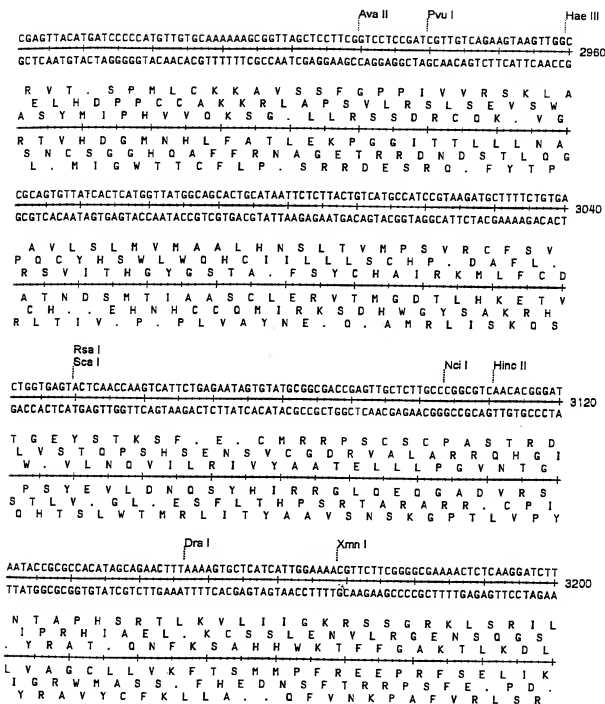 Ava II Pvu I Hae III
CGAGTTACATGATCCCCCATGTTGTGCAAAAAAGCGGTTAGCTCCTTCGGTCCTCCGATCGTTGTCAGAAGTAAGTTGGC
2960
GCTCAATGTACTAGGGGGTACAACACGTTTTTTCGCCAATCGAGGAAGCCAGGAGGCTAGCAACAGTCTTCATTCAACCG
R V T . S P M L C K K A V S S F G P P I V V R S K L A
E L H D P P C C A K K R L A P S V L R S L S E V S W
A S Y M I P H V V Q K S G . L L R S S D R C Q K . V G
R T V H D G M N H L F A T L E K P G G I T T L L L N A
S N C S G G H Q A F F R N A G E T R R D N D S T L Q G
L . M I G W T T C F L P . S R R D E S R Q . F Y T P
CGCAGTGTTATCACTCATGGTTATGGCAGCACTGCATAATTCTCTTACTGTCATGCCATCCGTAAGATGCTTTTCTGTGA
3040
GCGTCACAATAGTGAGTACCAATACCGTCGTGACGTATTAAGAGAATGACAGTACGGTAGGCATTCTACGAAAAGACACT
A V L S L M V M A A L H N S L T V M P S V R C F S V
P Q C Y H S W L W Q H C I I L L L S C H P . D A F L .
R S V I T H G Y G S T A . F S Y C H A I R K M L F C D
A T N D S M T I A A S C L E R V T M G D T L H K E T V
C H . . E H N H C C Q M I R K S D H W G Y S A K R H
R L T I V . P . P L V A Y N E . Q . A M R L I S K Q S
Rsa I
Sca I Nci I Hinc II
CTGGTGAGTACTCAACCAAGTCATTCTGAGAATAGTGTATGCGGCGACCGAGTTGCTCTTGCCCGGCGTCAACACGGGAT
3120
GACCACTCATGAGTTGGTTCAGTAAGACTCTTATCACATACGCCGCTGGCTCAACGAGAACGGGCCGCAGTTGTGCCCTA
T G E Y S T K S F . E . C M R R P S C S C P A S T R D
L V S T Q P S H S E N S V C G D R V A L A R R Q H G I
W . V L N Q V I L R I V Y A A T E L L L P G V N T G
P S Y E V L D N Q S Y H I R R G L Q E Q G A D V R S
S T L V . G L . E S F L T H P S R T A R A R R . C P I
Q H T S L W T M R L I T Y A A V S N S K G P T L V P Y
Dra I Xmn I
AATACCGCGCCACATAGCAGAACTTTAAAAGTGCTCATCATTGGAAAACGTTCTTCGGGGCGAAAACTCTCAAGGATCTT
3200
TTATGGCGCGGTGTATCGTCTTGAAATTTTCACGAGTAGTAACCTTTTGCAAGAAGCCCCGCTTTTGAGAGTTCCTAGAA
N T A P H S R T L K V L I I G K R S S G R K L S R I L
I P R H I A E L . K C S S L E N V L R G E N S Q G S
. Y R A T . Q N F K S A H H W K T F F G A K T L K D L
L V A G C L L V K F T S M M P F R E E P R F S E L I K
I G R W M A S S . F H E D N S F T R R P S F E . P D .
Y R A V Y C F K L L A . . Q F V N K P A F V R L S R